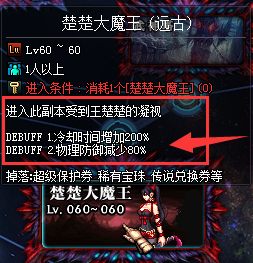 楚楚大魔王 (远古)
Lv Lv60 ~ 60
1人以上
进入条件：消耗1个[楚楚大魔王] (0)
进入此副本受到王楚楚的凝视
DEBUFF 1.冷却时间增加200%
DEBUFF 2.物理防御减少80%
掉落:超级保护券 稀有宝珠 传说兑换券等
楚楚大魔王
Lv. 060~060